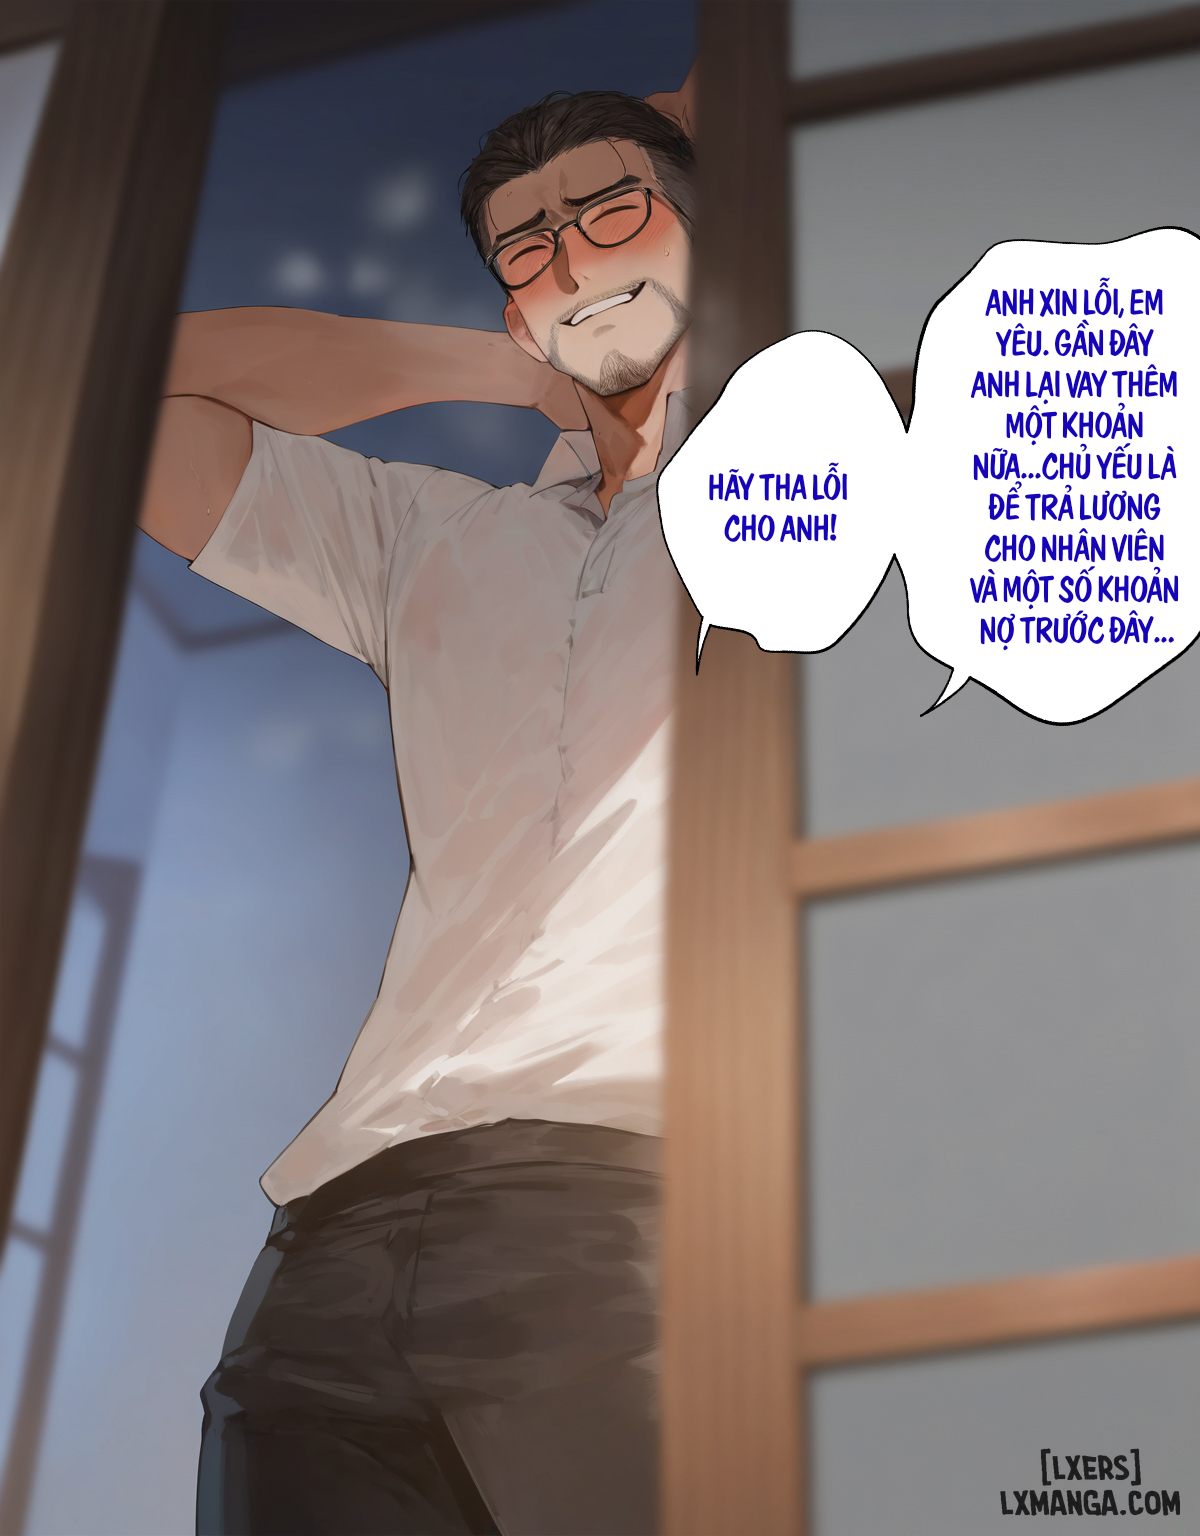 ANH XIN LỖI, EM
YÊU. GẦN ĐÂY
ANH LẠI VAY THÊM
MỘT KHOẢN
NỮA...CHỦ YẾU LÀ
ĐỂ TRẢ LƯƠNG
CHO NHÂN VIÊN
VÀ MỘT SỐ KHOẢN
NỢ TRƯỚC ĐÂY...
HÃY THA LỖI
CHO ANH!
[LXERS]
LXMANGA.COM